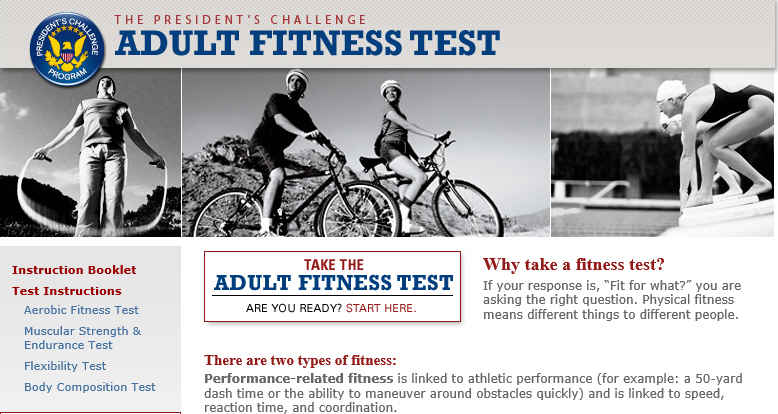 THE PRESIDENT'S CHALLENGE
ADULT FITNESS TEST
PRESIDENT'S CHALLENGE
PROGRAM
Instruction Booklet
Test Instructions
Aerobic Fitness Test
Muscular Strength &
Endurance Test
Flexibility Test
Body Composition Test
TAKE THE
ADULT FITNESS TEST
ARE YOU READY? START HERE.
Why take a fitness test?
If your response is, “Fit for what?” you are
asking the right question. Physical fitness
means different things to different people.
There are two types of fitness:
Performance-related fitness is linked to athletic performance (for example: a 50-yard
dash time or the ability to maneuver around obstacles quickly) and is linked to speed,
reaction time, and coordination.